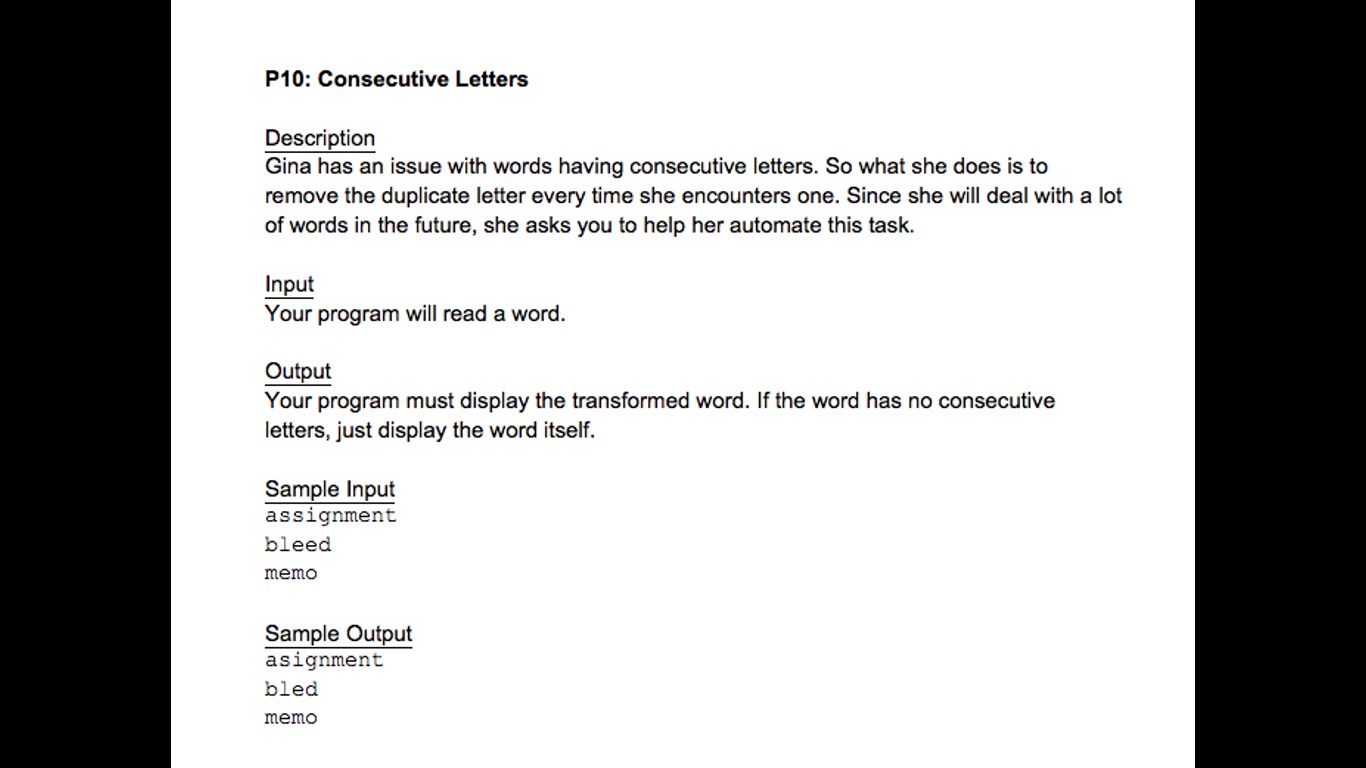 P10: Consecutive Letters
Description
Gina has an issue with words having consecutive letters. So what she does is to
remove the duplicate letter every time she encounters one. Since she will deal with a lot
of words in the future, she asks you to help her automate this task.
Input
Your program will read a word.
Output
Your program must display the transformed word. If the word has no consecutive
letters, just display the word itself.
Sample Input
assignment
bleed
memo
Sample Output
asignment
bled
memo